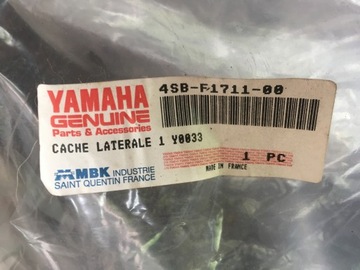 YAMAHA
GENUINE
Parts & Accessories
4SB-F1711-00
CACHE LATERALE 1 Y0033
MBK INDUSTRIE
SAINT QUENTIN FRANCE
1 PC
MADE IN FRANCE